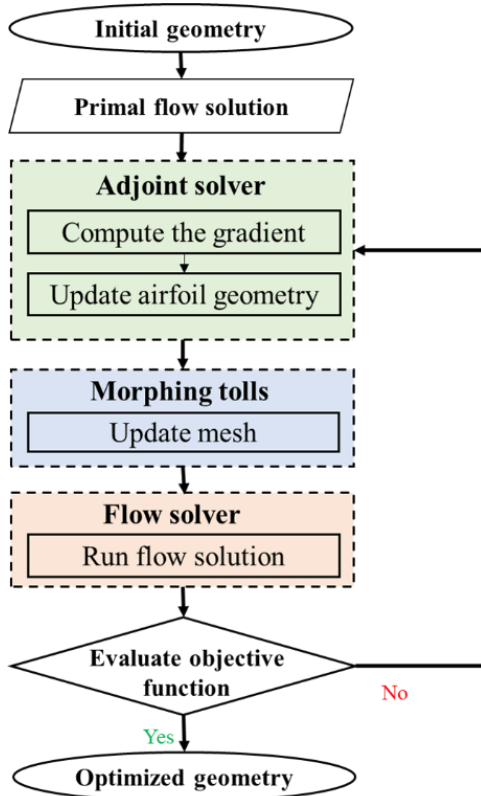 Initial geometry
Primal flow solution
Adjoint solver
Compute the gradient
Update airfoil geometry
Morphing tolls
Update mesh
Flow solver
Run flow solution
Evaluate objective
function
No
Yes
Optimized geometry